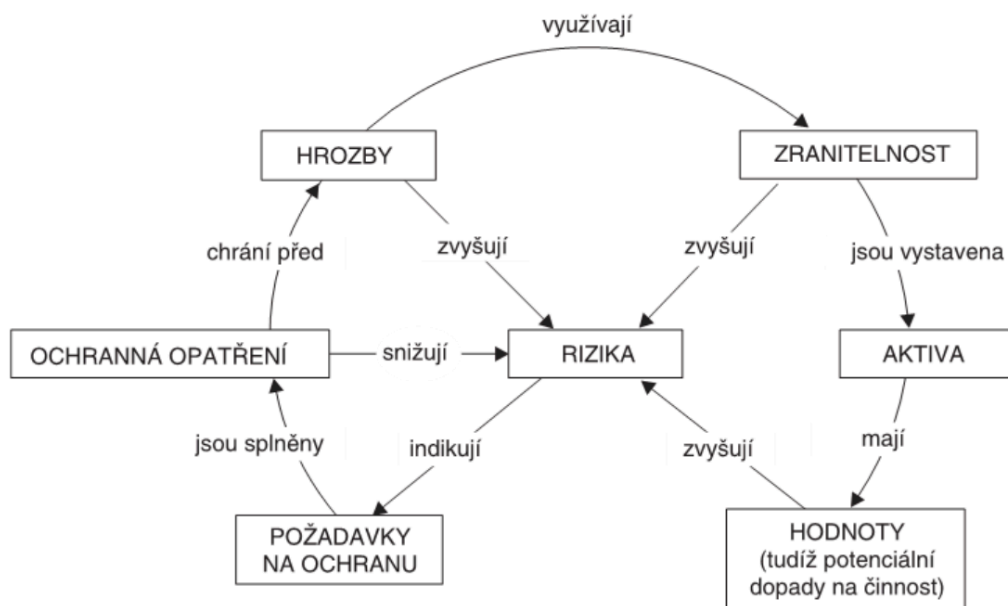 využívají
HROZBY
ZRANITELNOST
chrání před
zvyšují
zvyšují
jsou vystavena
OCHRANNÁ OPATŘENÍ
snižují
RIZIKA
AKTIVA
jsou splněny
indikují
zvyšují
mají
POŽADAVKY
NA OCHRANU
HODNOTY
(tudíž potenciální
dopady na činnost)